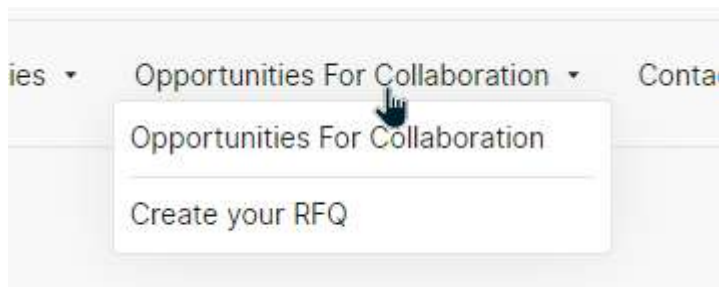 ies Opportunities For Collaboration Conta
Opportunities For Collaboration
Create your RFQ